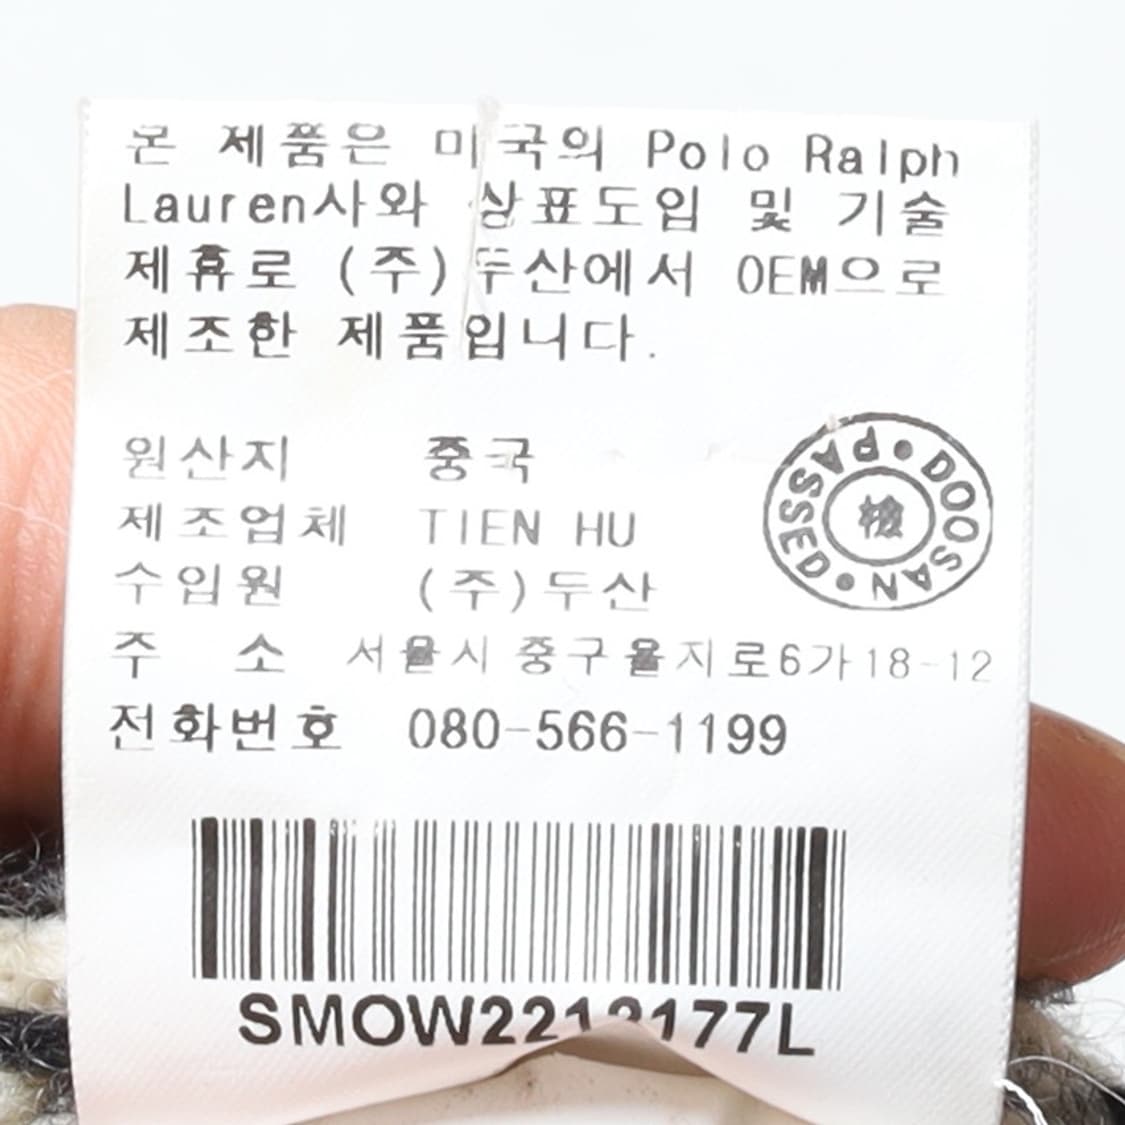 본 제품은 미국의 Polo Ralph
Lauren사와 상표도입 및 기술
제휴로 (주)두산에서 OEM으로
제조한 제품입니다.
원산지 중국
제조업체 TIEN HU
수입원 (주)두산
주 소 서울시 중구 을지로6가18-12
전화번호 080-566-1199
DOOSAN • PASSED •
檢